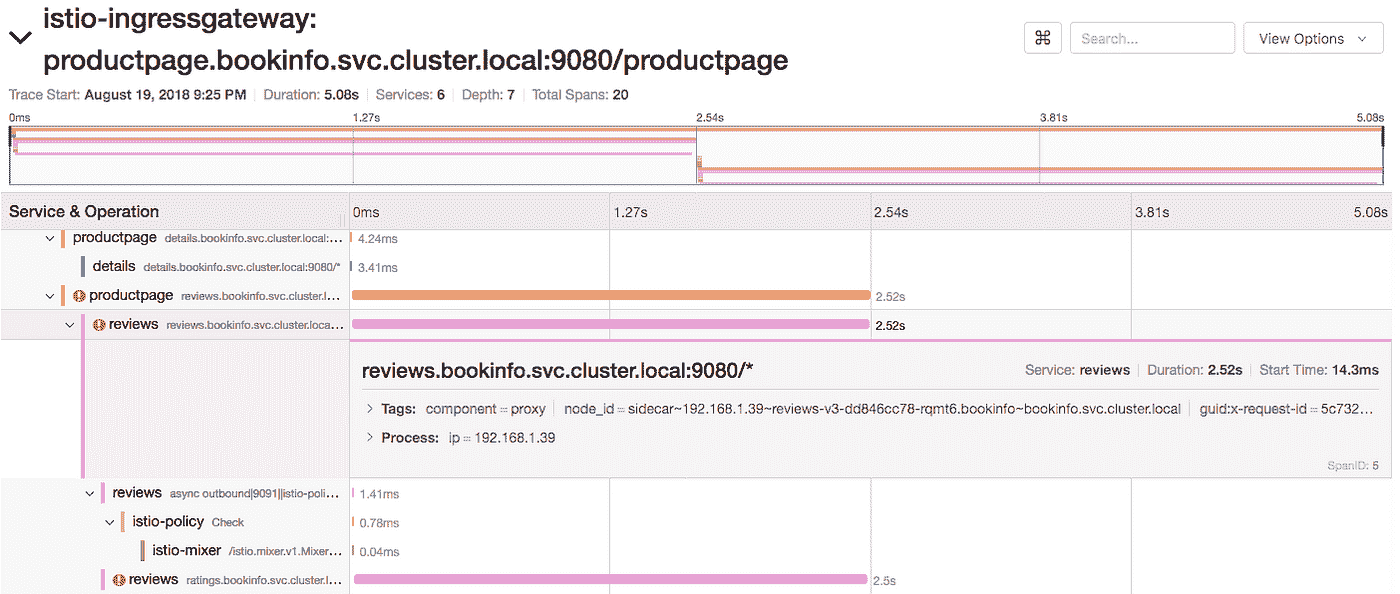 istio-ingressgateway:
productpage.bookinfo.svc.cluster.local:9080/productpage
⌘ Search... View Options
Trace Start: August 19, 2018 9:25 PM Duration: 5.08s Services: 6 Depth: 7 Total Spans: 20
0ms 1.27s 2.54s 3.81s 5.08s
Service & Operation 0ms 1.27s 2.54s 3.81s 5.08s
productpage details.bookinfo.svc.cluster.local:... 4.24ms
details details.bookinfo.svc.cluster.local:9080/* 3.41ms
productpage reviews.bookinfo.svc.cluster.l... 2.52s
reviews reviews.bookinfo.svc.cluster.loca... 2.52s
reviews.bookinfo.svc.cluster.local:9080/* Service: reviews Duration: 2.52s Start Time: 14.3ms
Tags: component = proxy node_id = sidecar~192.168.1.39~reviews-v3-dd846cc78-rqmt6.bookinfo~bookinfo.svc.cluster.local guid:x-request-id = 5c732...
Process: ip = 192.168.1.39
SpanID: 5
reviews async outbound|9091||istio-poli... 1.41ms
istio-policy Check 0.78ms
istio-mixer /istio.mixer.v1.Mixer... 0.04ms
reviews ratings.bookinfo.svc.cluster.l... 2.5s